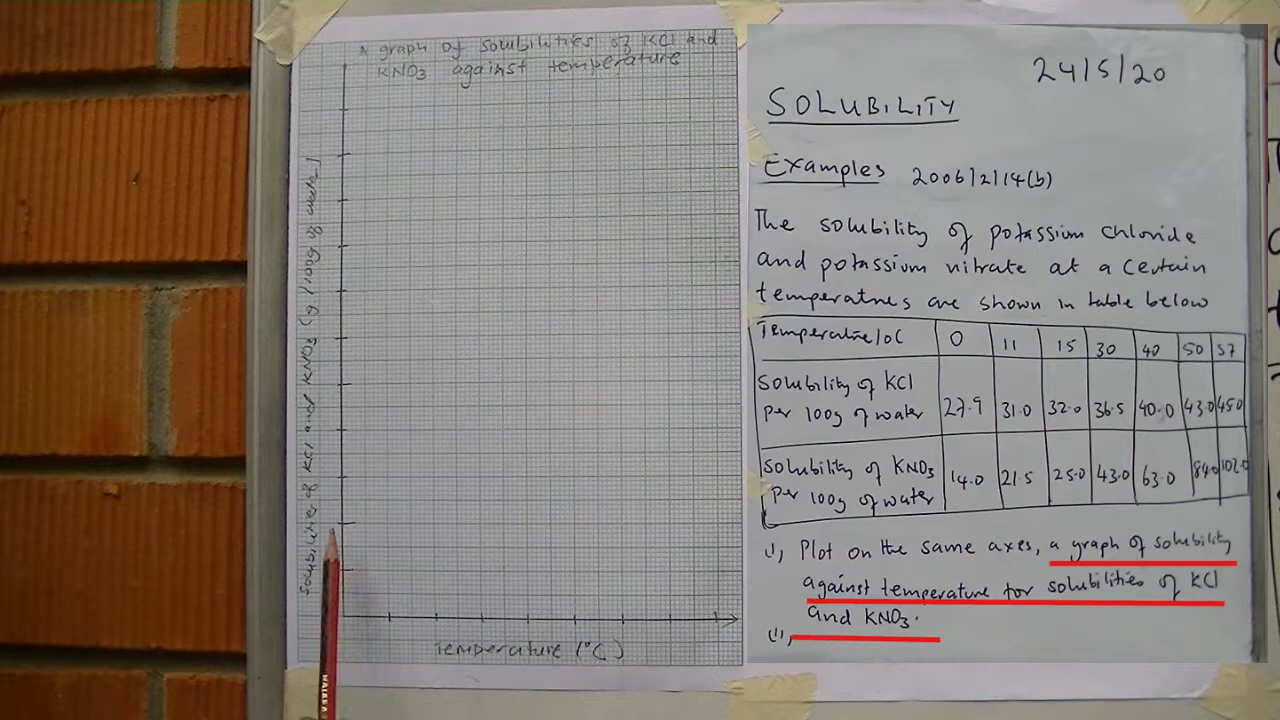 A graph of solubilities of KCl and
KNO3 against temperature
Solubilities of KCl and KNO3 (g/100g of water)
Temperature (°C)
24/5/20
SOLUBILITY
Examples 2006/2/14(b)
The solubility of potassium chloride
and potassium nitrate at a certain
temperatures are shown in table below
Temperature/oC 0 11 15 30 40 50 57
Solubility of KCl
per 100g of water 27.9 31.0 32.0 36.5 40.0 43.0 45.0
Solubility of KNO3
per 100g of water 14.0 21.5 25.0 43.0 63.0 84.0 102.0
(i), Plot on the same axes, a graph of solubility
against temperature for solubilities of KCl
and KNO3.
(ii),